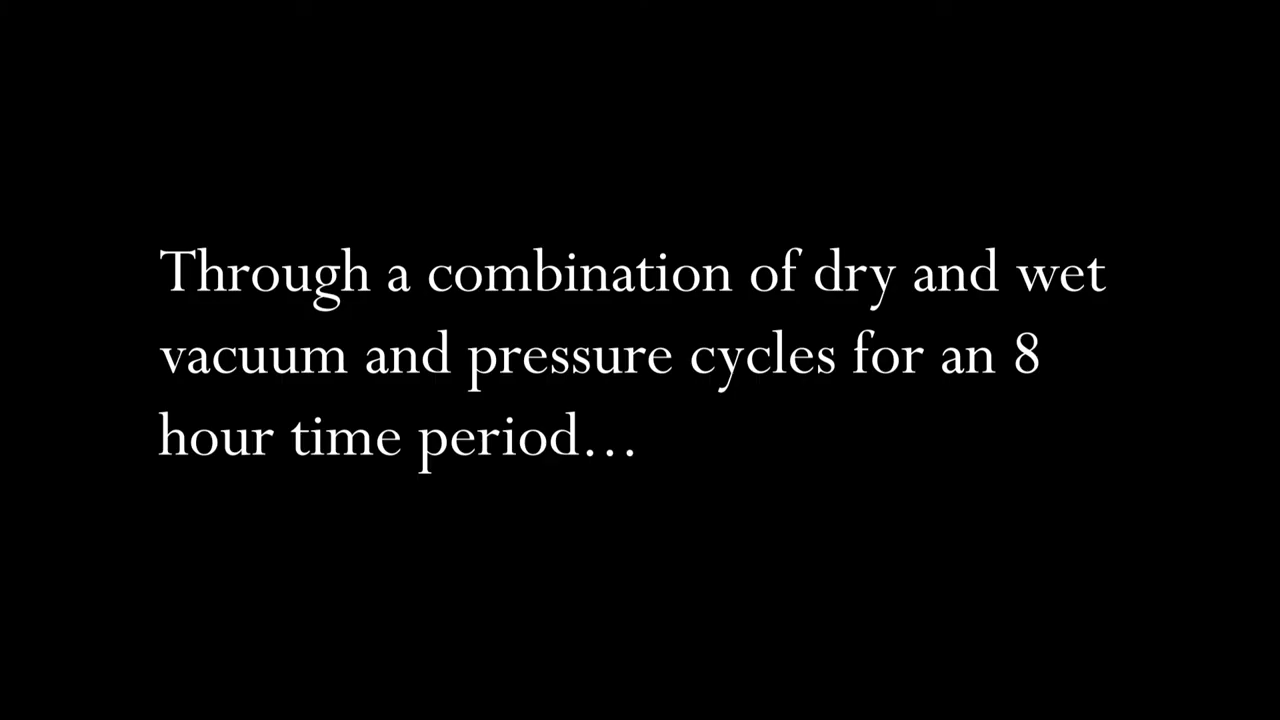 Through a combination of dry and wet
vacuum and pressure cycles for an 8
hour time period...